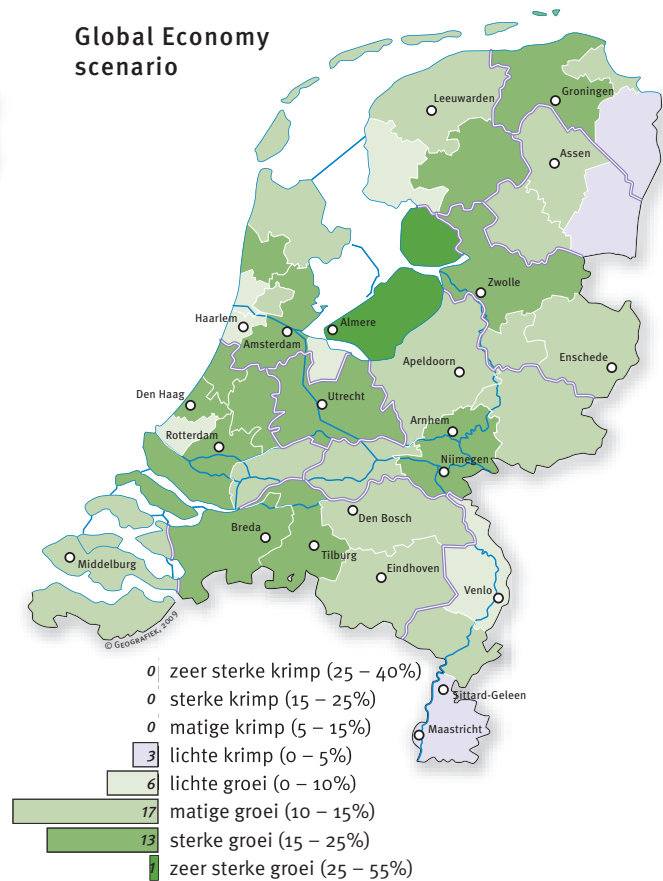 Global Economy
scenario
Leeuwarden
Groningen
Assen
Zwolle
Haarlem
Almere
Amsterdam
Enschede
Apeldoorn
Den Haag
Utrecht
Arnhem
Rotterdam
Nijmegen
Den Bosch
Breda
Tilburg
Middelburg
Eindhoven
Venlo
© GEOGRAFIEK, 2009
Sittard-Geleen
Maastricht
0 zeer sterke krimp (25 – 40%)
0 sterke krimp (15 – 25%)
0 matige krimp (5 – 15%)
3 lichte krimp (0 – 5%)
6 lichte groei (0 – 10%)
17 matige groei (10 – 15%)
13 sterke groei (15 – 25%)
1 zeer sterke groei (25 – 55%)